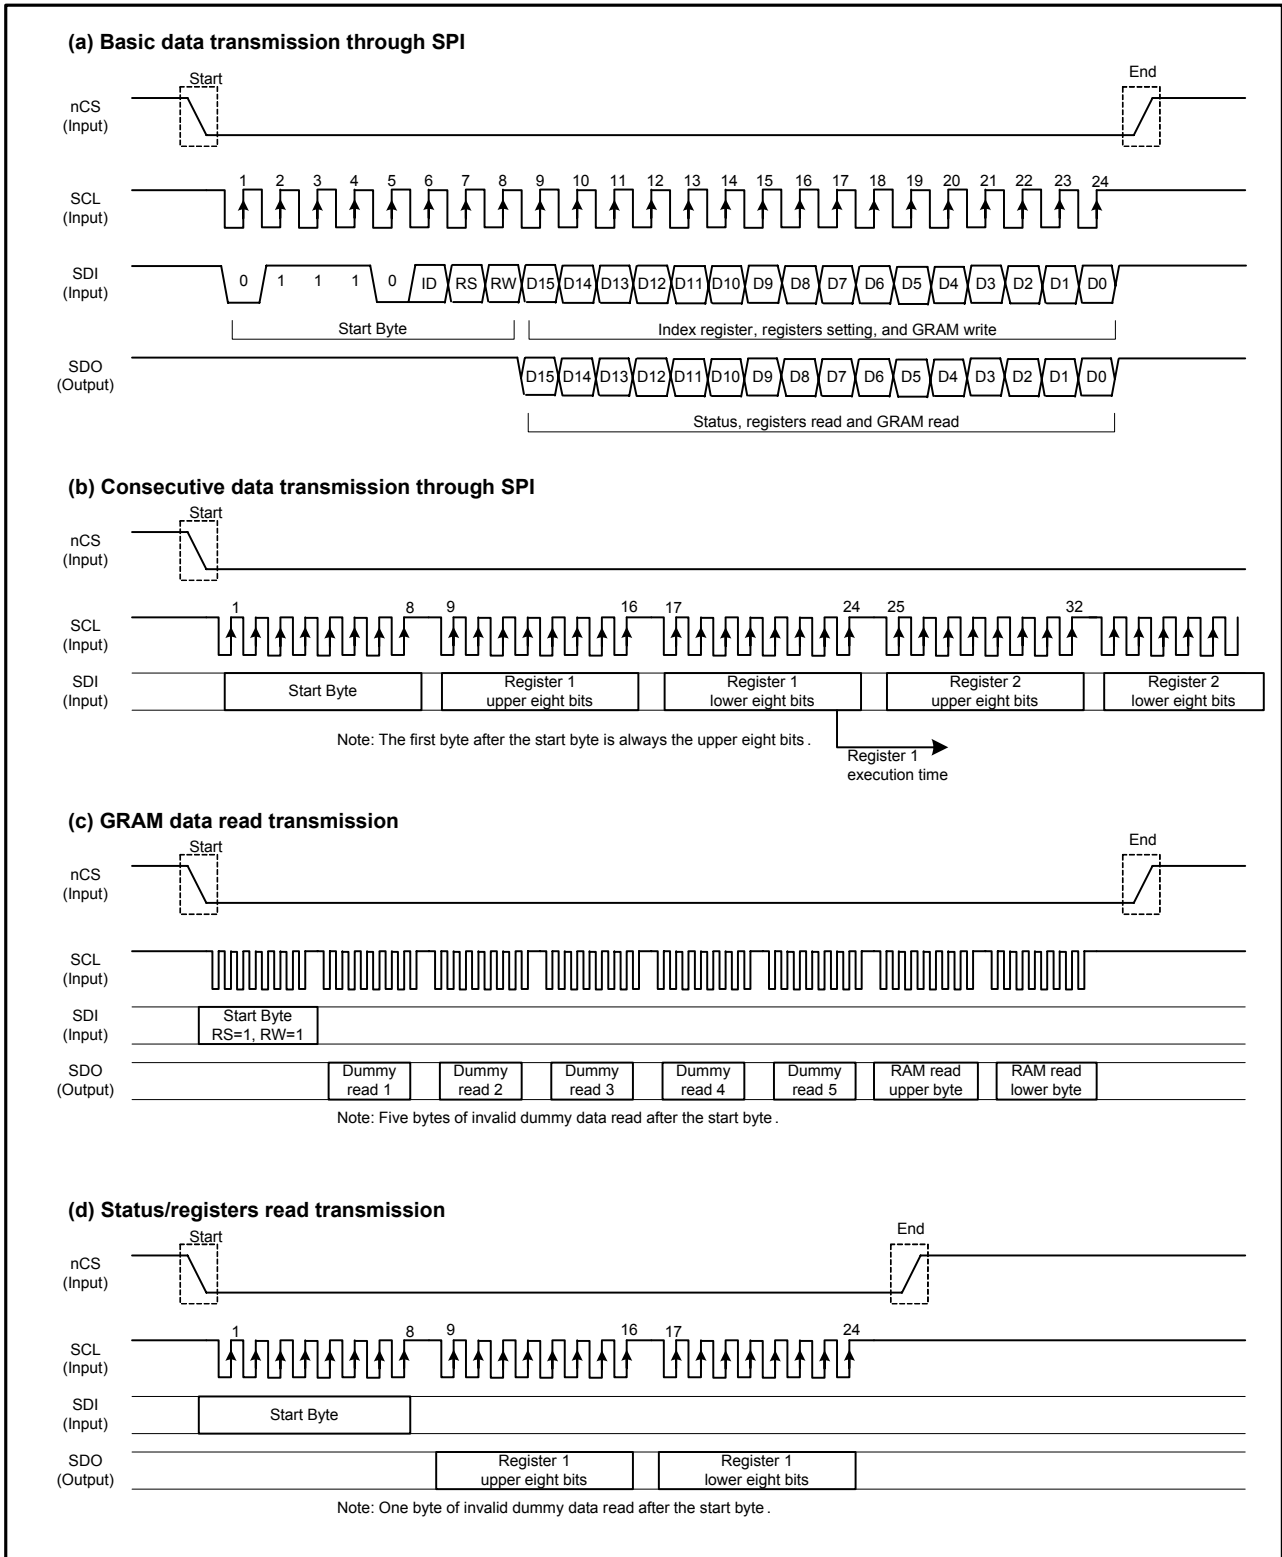 (a) Basic data transmission through SPI
Start
End
nCS
(Input)
1 2 3 4 5 6 7 8 9 10 11 12 13 14 15 16 17 18 19 20 21 22 23 24
SCL
(Input)
SDI
(Input)
0 1 1 1 0 ID RS RW D15 D14 D13 D12 D11 D10 D9 D8 D7 D6 D5 D4 D3 D2 D1 D0
Start Byte
Index register, registers setting, and GRAM write
SDO
(Output)
D15 D14 D13 D12 D11 D10 D9 D8 D7 D6 D5 D4 D3 D2 D1 D0
Status, registers read and GRAM read
(b) Consecutive data transmission through SPI
Start
nCS
(Input)
1 8 9 16 17 24 25 32
SCL
(Input)
SDI
(Input)
Start Byte
Register 1
upper eight bits
Register 1
lower eight bits
Register 2
upper eight bits
Register 2
lower eight bits
Note: The first byte after the start byte is always the upper eight bits.
Register 1
execution time
(c) GRAM data read transmission
Start
End
nCS
(Input)
SCL
(Input)
SDI
(Input)
Start Byte
RS=1, RW=1
SDO
(Output)
Dummy
read 1
Dummy
read 2
Dummy
read 3
Dummy
read 4
Dummy
read 5
RAM read
upper byte
RAM read
lower byte
Note: Five bytes of invalid dummy data read after the start byte.
(d) Status/registers read transmission
Start
End
nCS
(Input)
1 8 9 16 17 24
SCL
(Input)
SDI
(Input)
Start Byte
SDO
(Output)
Register 1
upper eight bits
Register 1
lower eight bits
Note: One byte of invalid dummy data read after the start byte.